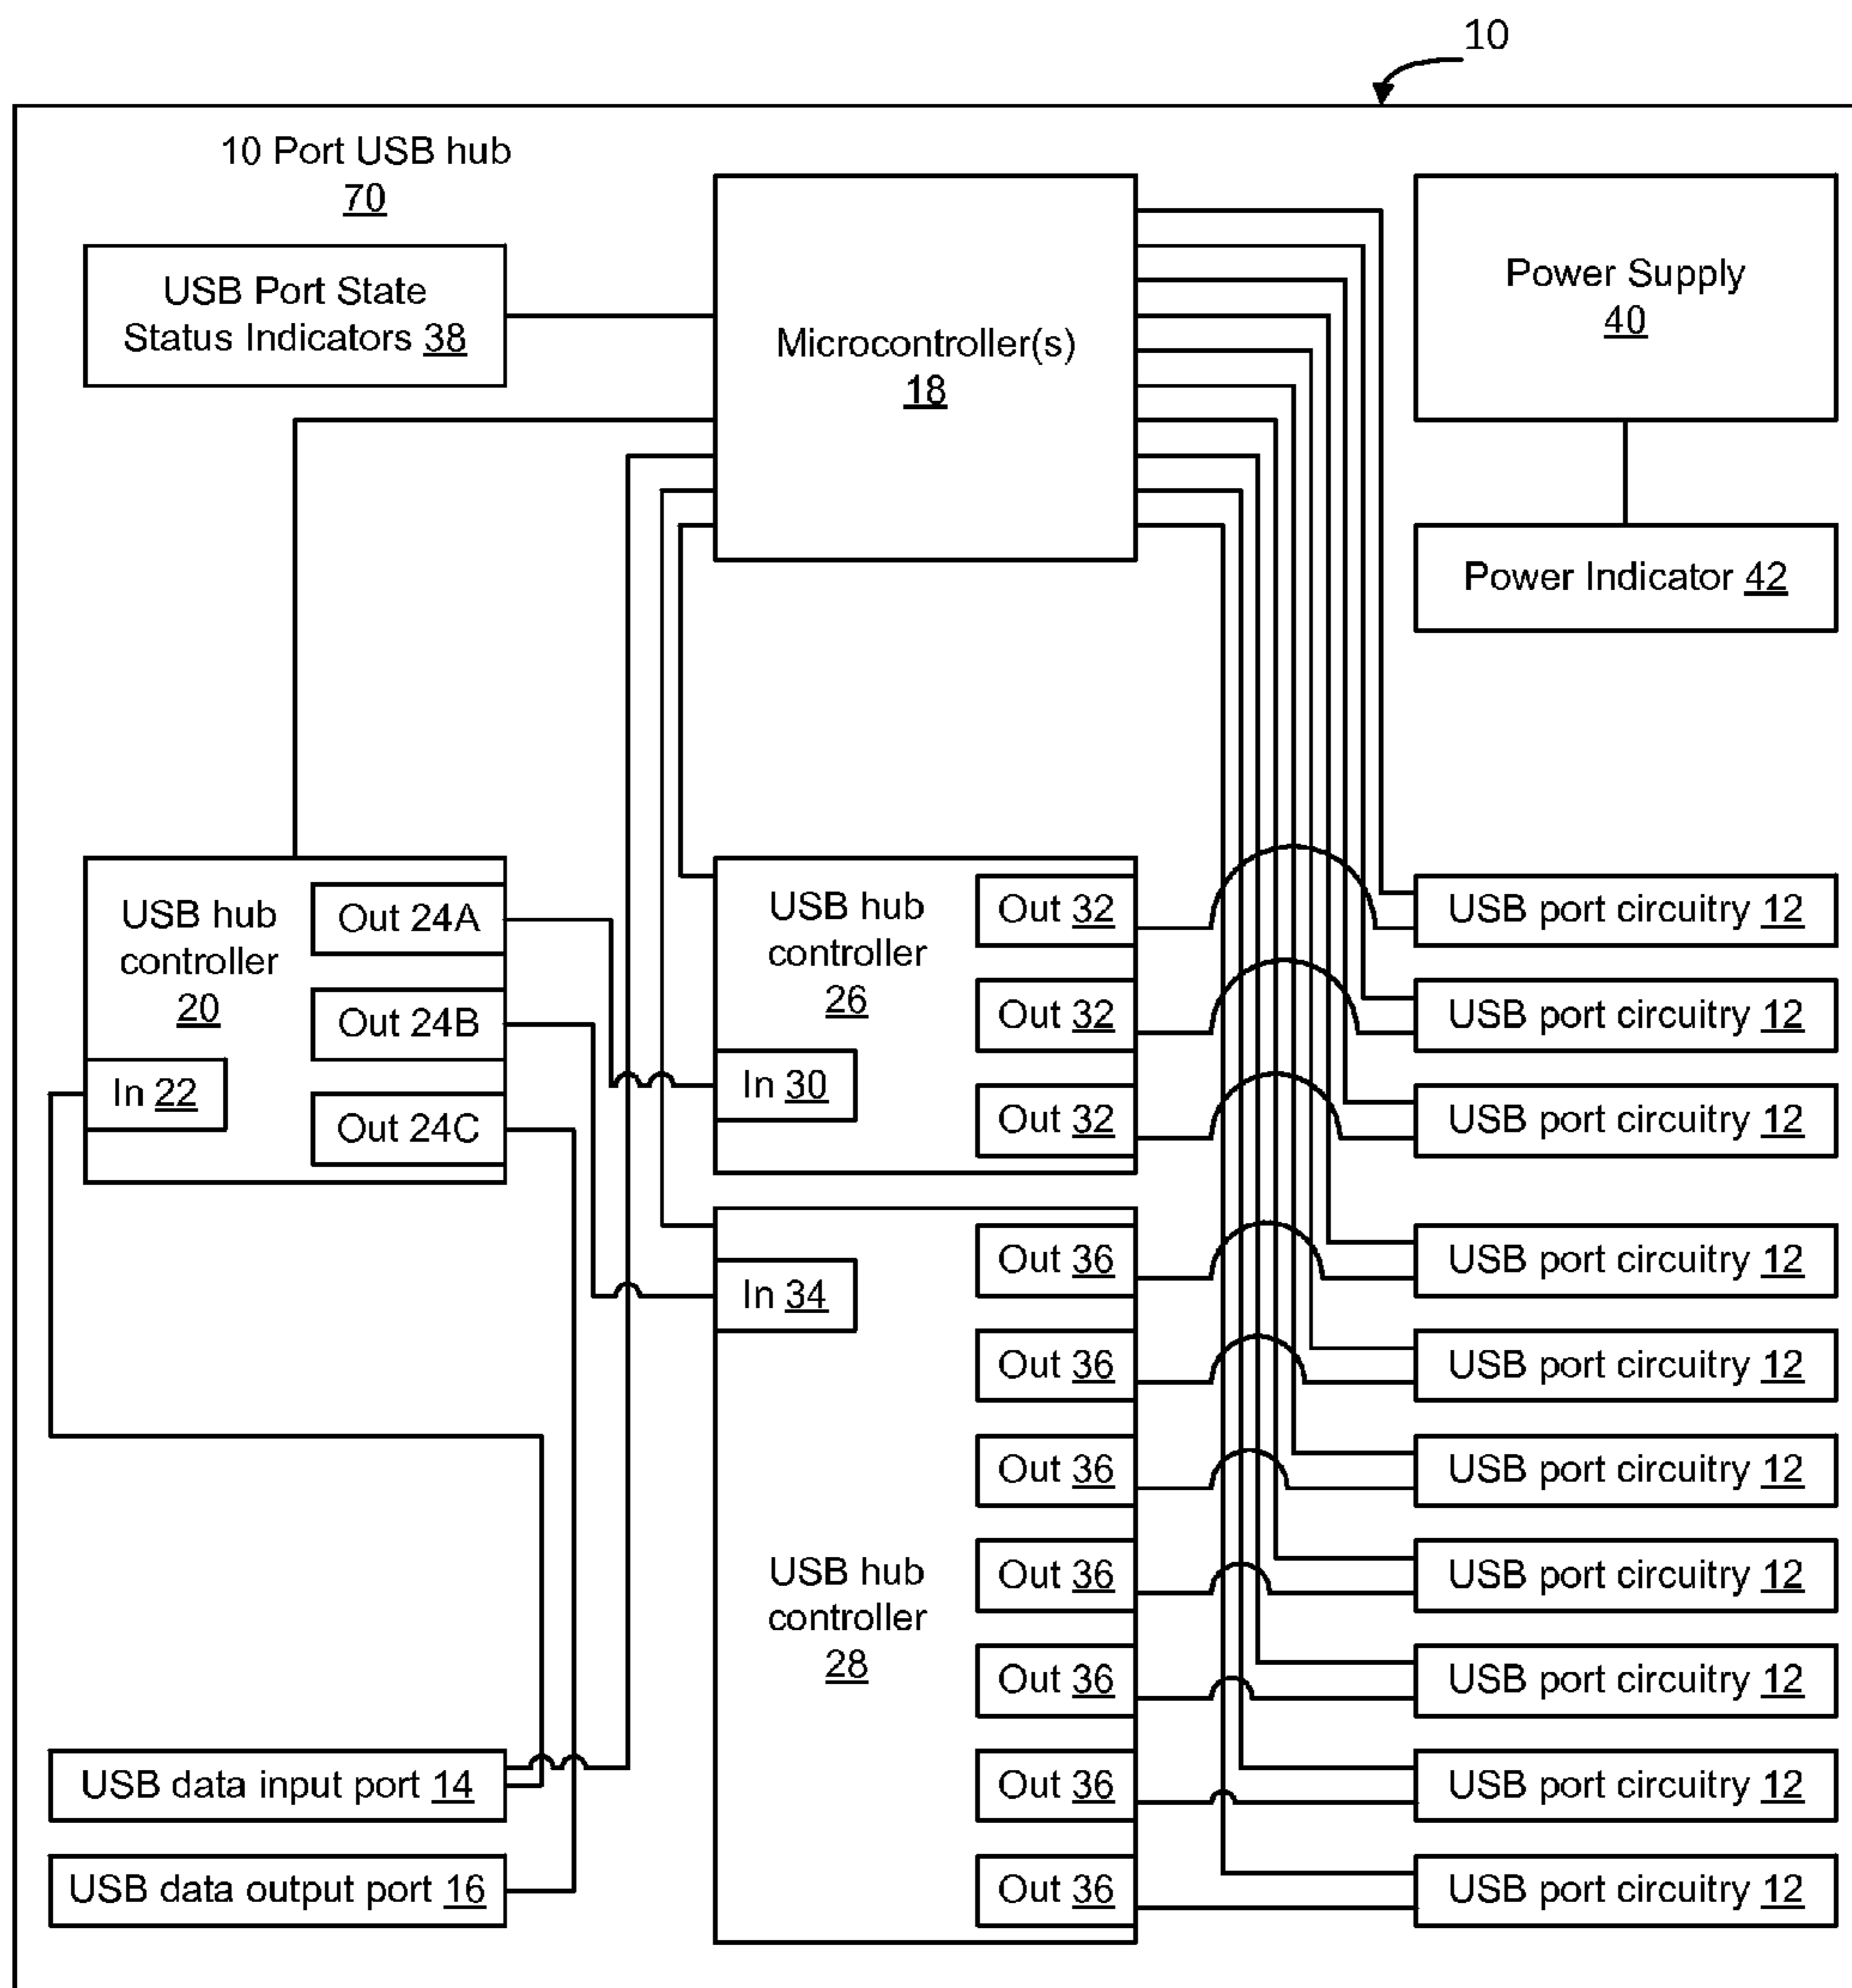 10
10 Port USB hub
70
USB Port State
Status Indicators 38
Microcontroller(s)
18
Power Supply
40
Power Indicator 42
USB hub
controller
20
Out 24A
Out 24B
Out 24C
In 22
USB hub
controller
26
Out 32
Out 32
Out 32
In 30
USB port circuitry 12
USB port circuitry 12
USB port circuitry 12
In 34
USB hub
controller
28
Out 36
Out 36
Out 36
Out 36
Out 36
Out 36
Out 36
USB port circuitry 12
USB port circuitry 12
USB port circuitry 12
USB port circuitry 12
USB port circuitry 12
USB port circuitry 12
USB port circuitry 12
USB data input port 14
USB data output port 16